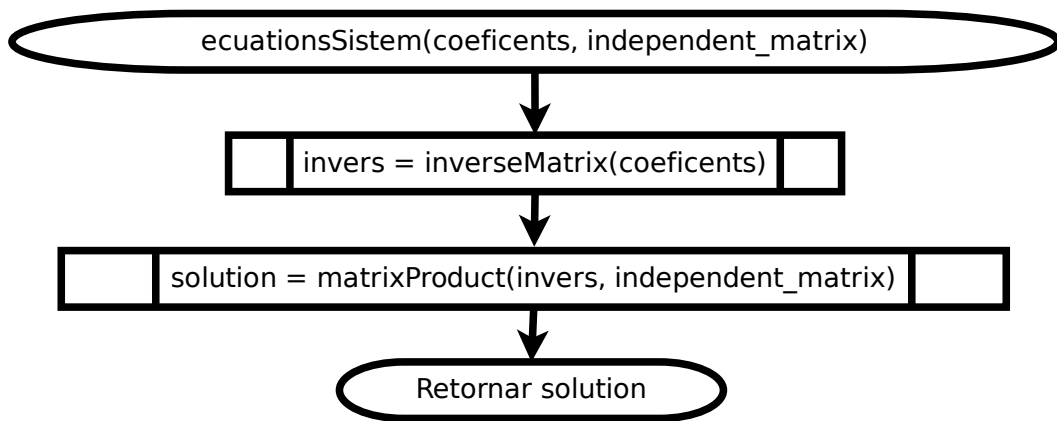 ecuationsSistem(coeficents, independent_matrix)
invers = inverseMatrix(coeficents)
solution = matrixProduct(invers, independent_matrix)
Retornar solution